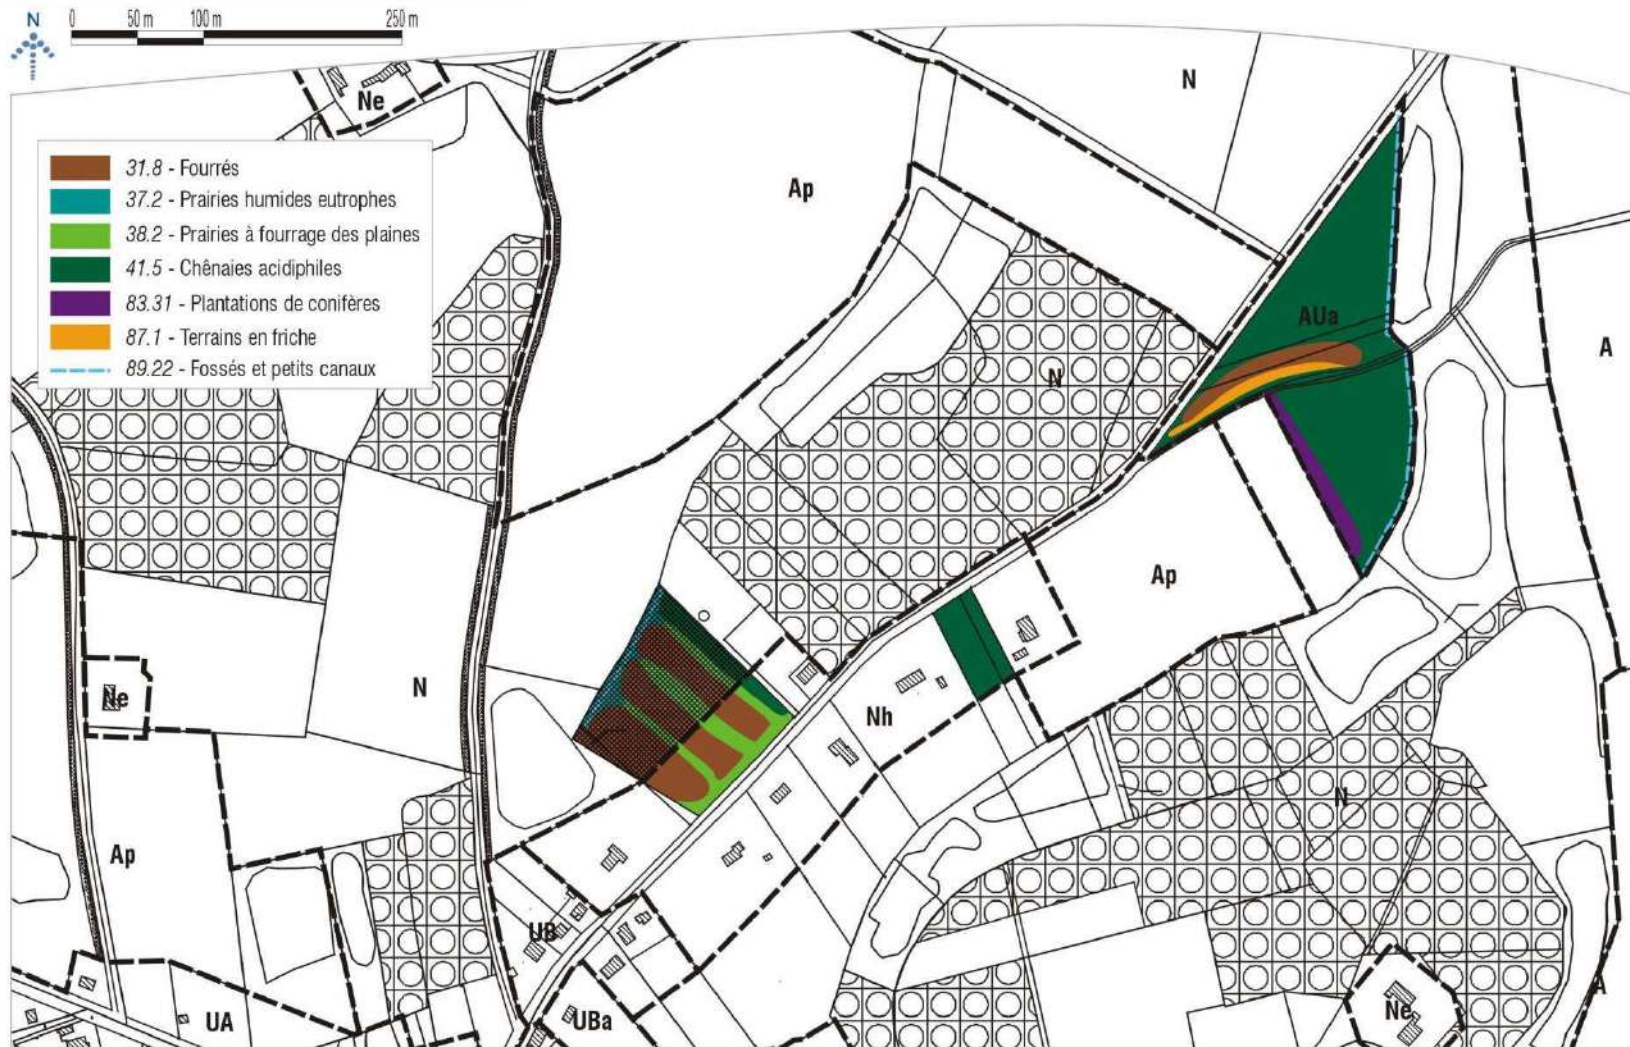 N
0 50 m 100 m 250 m
31.8 - Fourrés
37.2 - Prairies humides eutrophes
38.2 - Prairies à fourrage des plaines
41.5 - Chênaies acidiphiles
83.31 - Plantations de conifères
87.1 - Terrains en friche
89.22 - Fossés et petits canaux
Ne
N
Ap
AUa
A
N
Ap
Ne
N
Nh
N
Ap
UB
A
Ne
UA
UBa